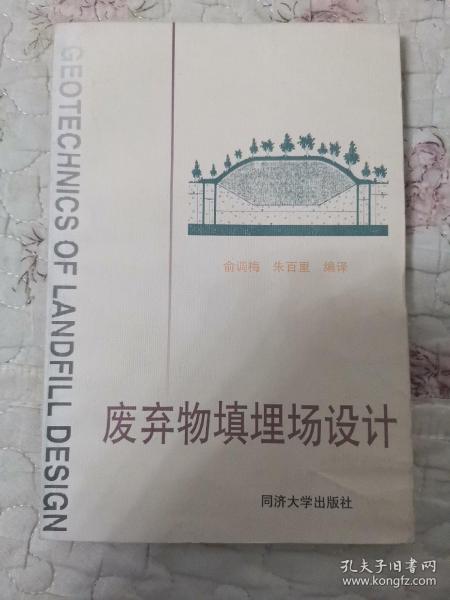 GEOTECHNICS OF LANDFILL DESIGN
俞调梅 朱百里 编译
废弃物填埋场设计
同济大学出版社
孔夫子旧书网
www.kongfz.com